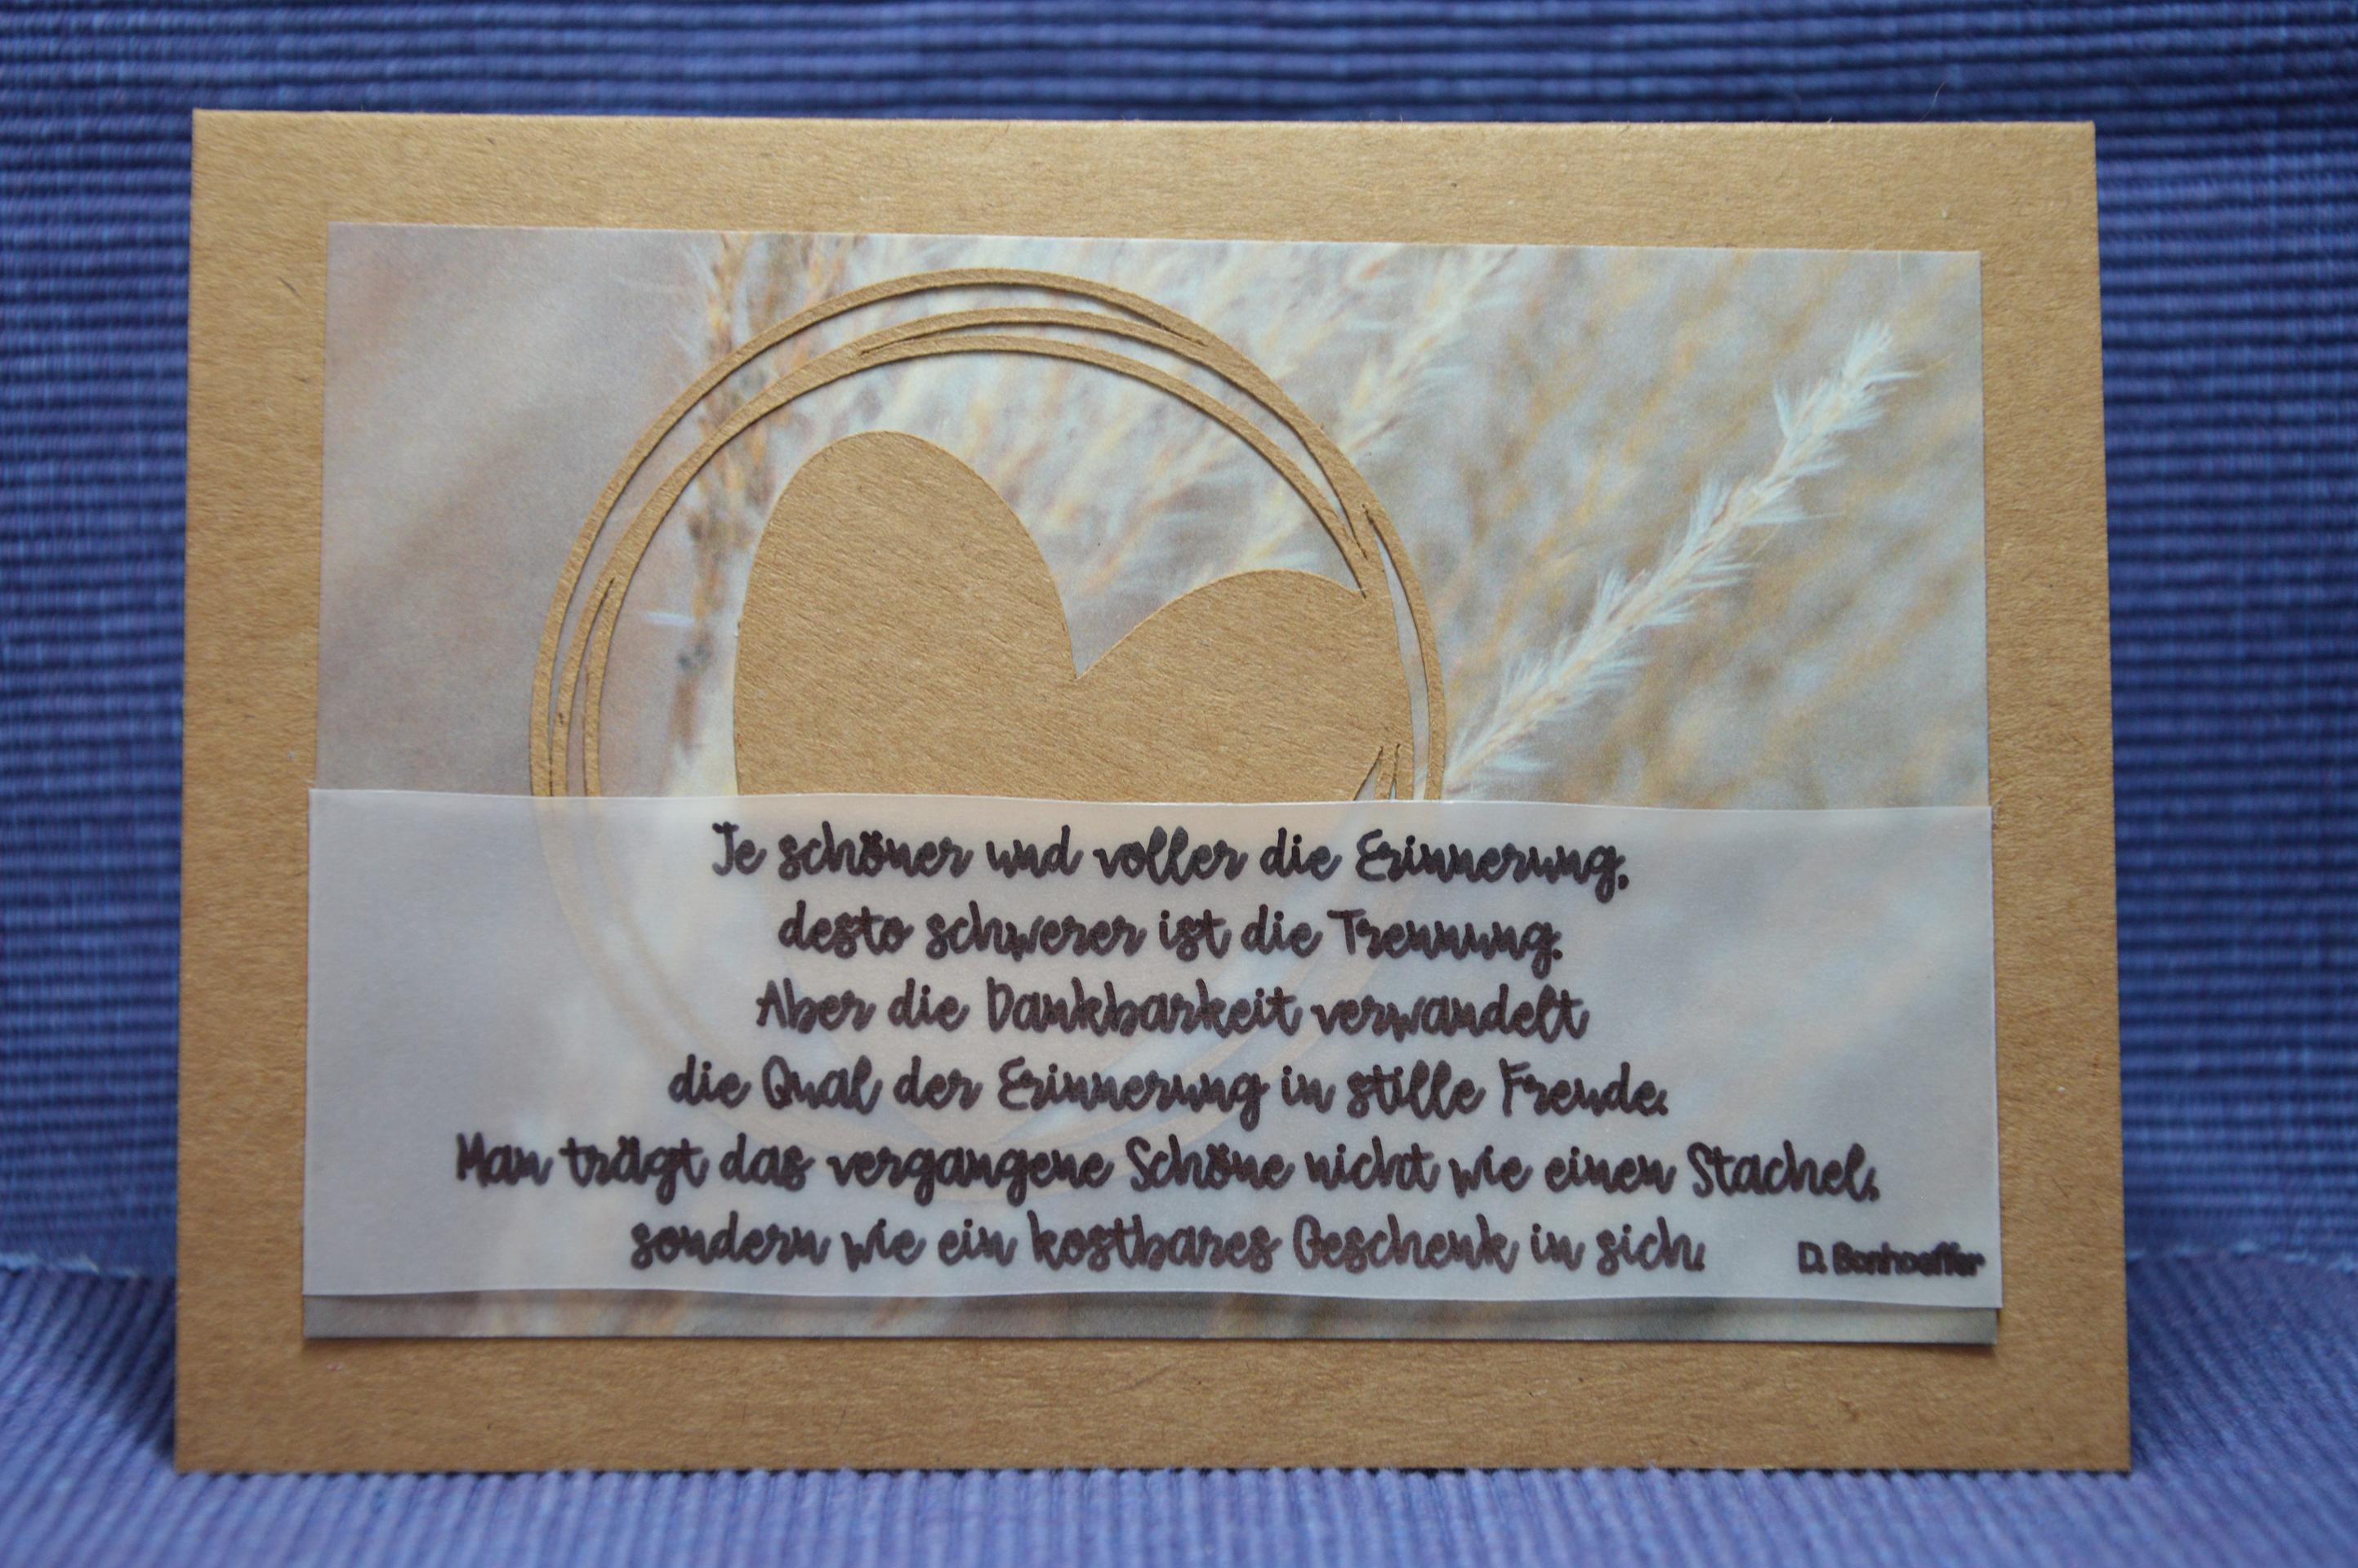 Je schöner und voller die Erinnerung,
desto schwerer ist die Trennung.
Aber die Dankbarkeit verwandelt
die Qual der Erinnerung in stille Freude.
Man trägt das vergangene Schöne nicht wie einen Stachel,
sondern wie ein kostbares Geschenk in sich.
D. Bonhoeffer